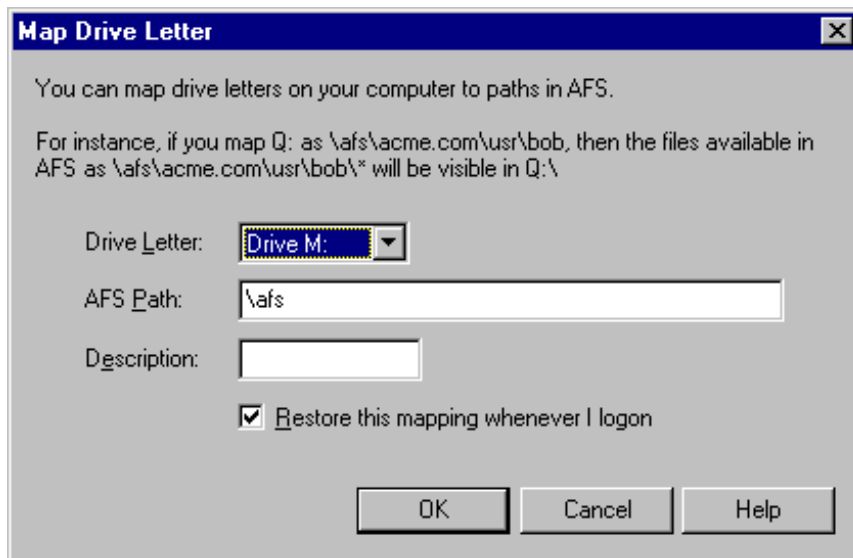 Map Drive Letter
You can map drive letters on your computer to paths in AFS.
For instance, if you map Q: as \afs\acme.com\usr\bob, then the files available in
AFS as \afs\acme.com\usr\bob\* will be visible in Q:\
Drive Letter: Drive M:
AFS Path: \afs
Description:
Restore this mapping whenever I logon
OK Cancel Help